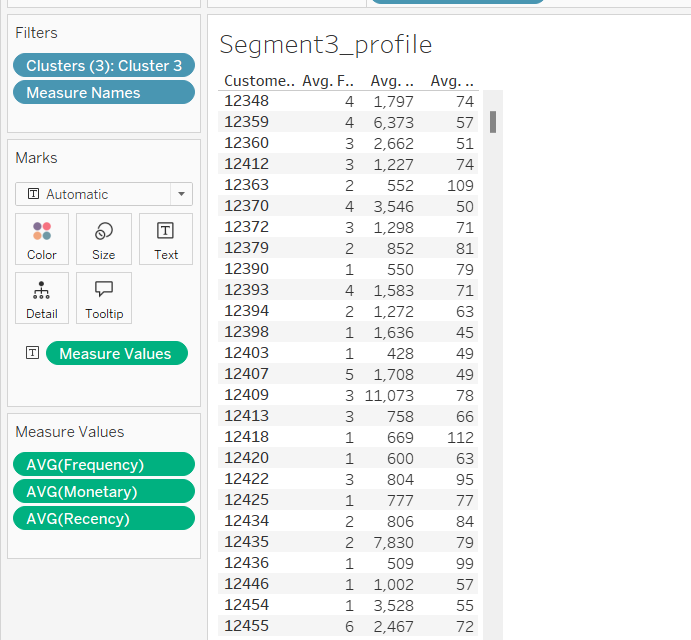 Filters
Clusters (3): Cluster 3
Measure Names
Marks
Automatic
Color Size Text
Detail Tooltip
Measure Values
Measure Values
AVG(Frequency)
AVG(Monetary)
AVG(Recency)
Segment3_profile
Custome.. Avg. F.. Avg. .. Avg. ..
12348 4 1,797 74
12359 4 6,373 57
12360 3 2,662 51
12412 3 1,227 74
12363 2 552 109
12370 4 3,546 50
12372 3 1,298 71
12379 2 852 81
12390 1 550 79
12393 4 1,583 71
12394 2 1,272 63
12398 1 1,636 45
12403 1 428 49
12407 5 1,708 49
12409 3 11,073 78
12413 3 758 66
12418 1 669 112
12420 1 600 63
12422 3 804 95
12425 1 777 77
12434 2 806 84
12435 2 7,830 79
12436 1 509 99
12446 1 1,002 57
12454 1 3,528 55
12455 6 2,467 72